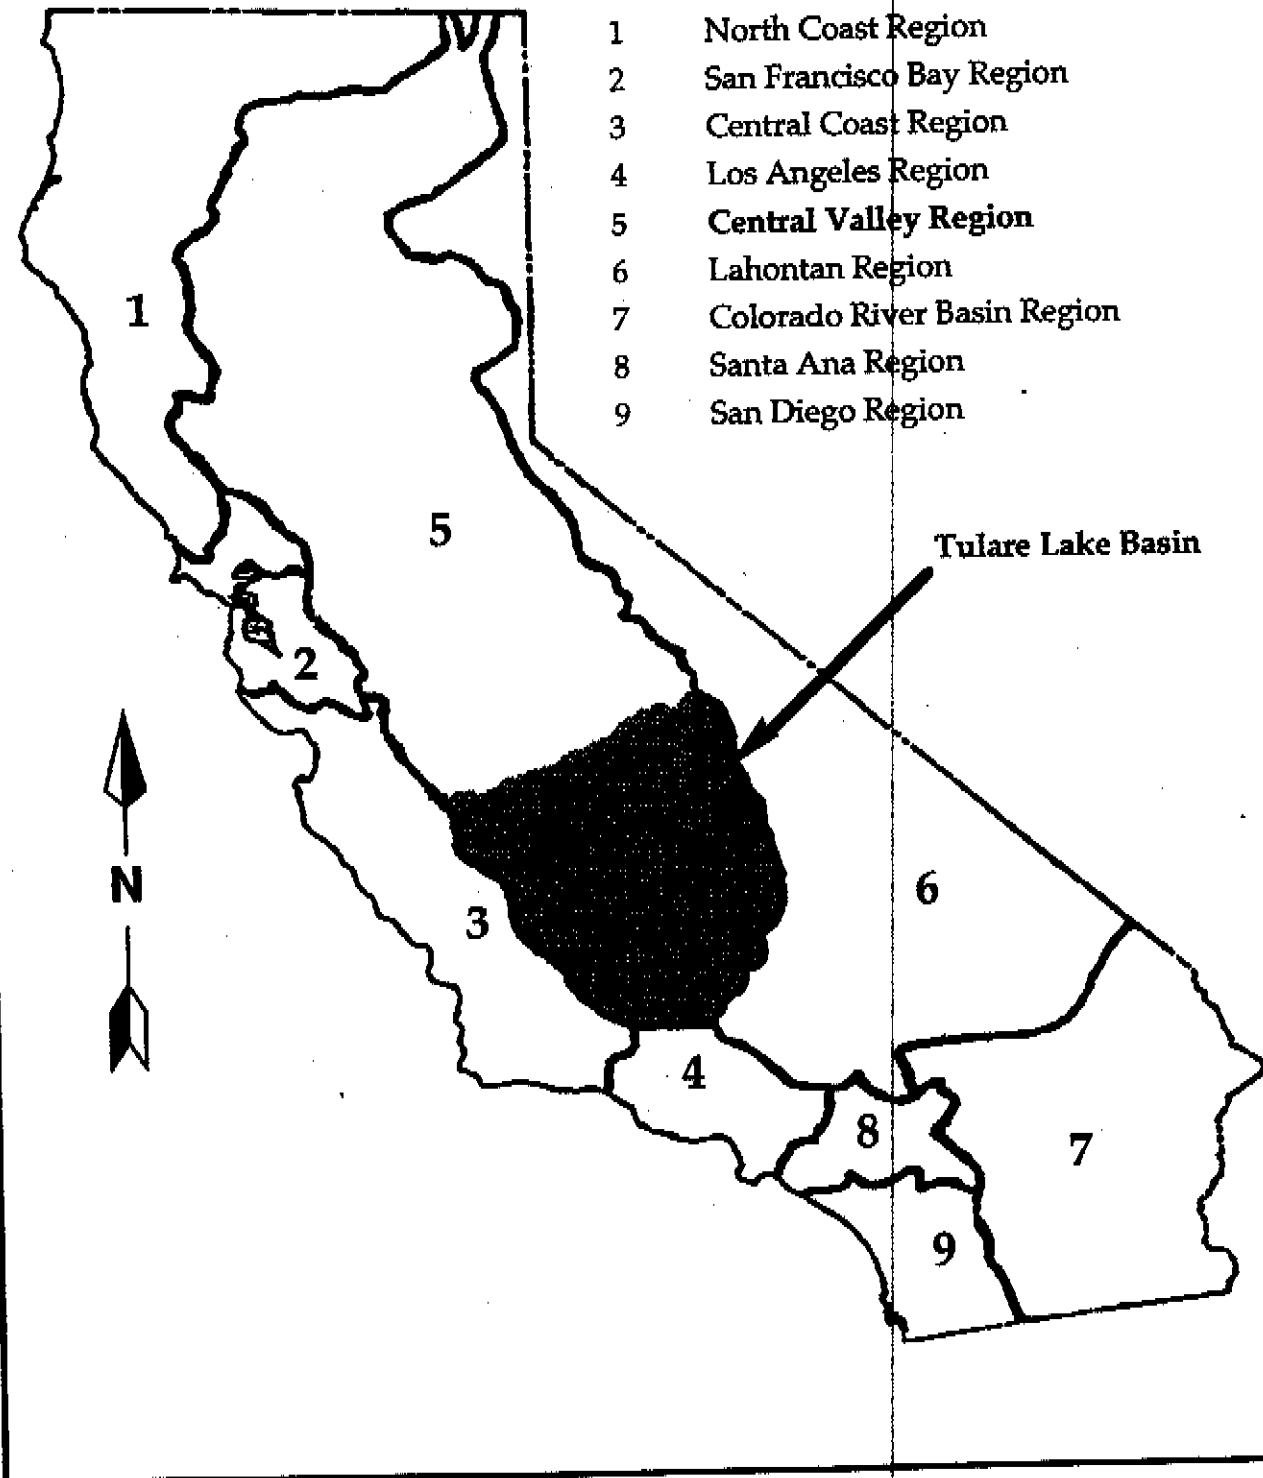 1 North Coast Region
2 San Francisco Bay Region
3 Central Coast Region
4 Los Angeles Region
5 Central Valley Region
6 Lahontan Region
7 Colorado River Basin Region
8 Santa Ana Region
9 San Diego Region
1
5
Tulare Lake Basin
2
N
6
3
4
8
7
9